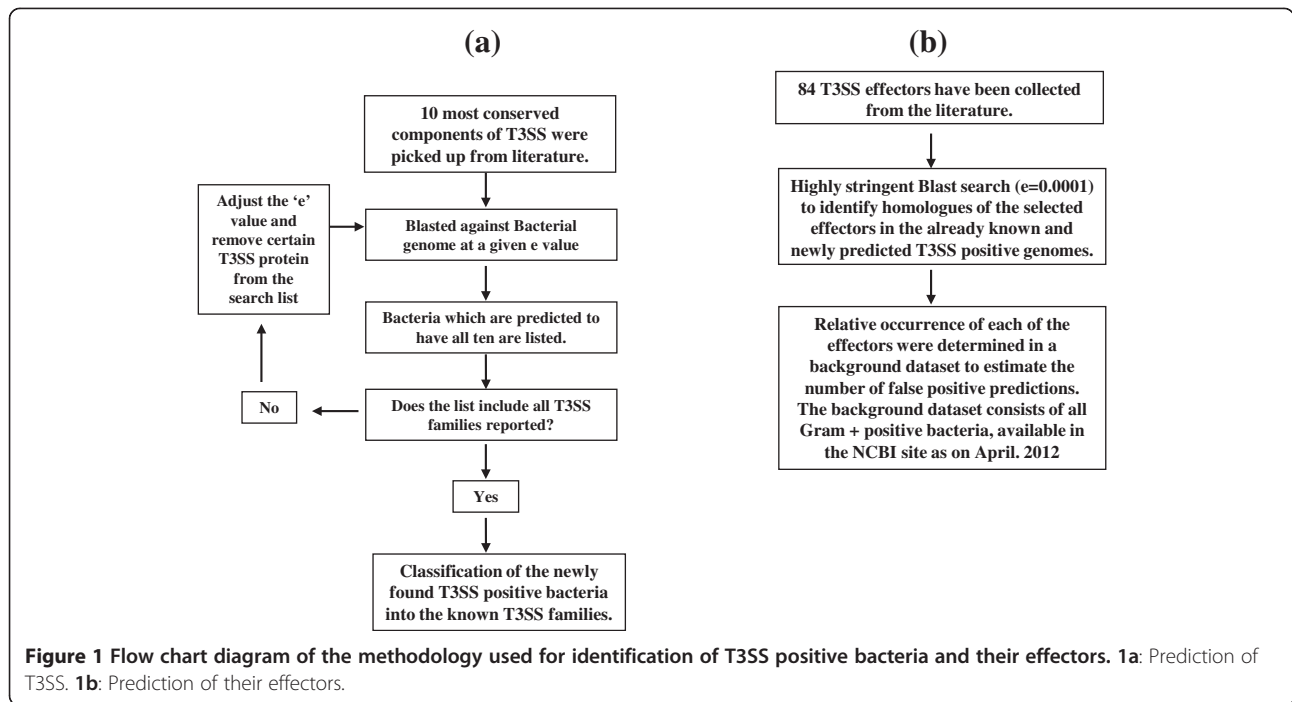 (a)
10 most conserved
components of T3SS were
picked up from literature.
Adjust the ‘e’
value and
remove certain
T3SS protein
from the
search list
Blasted against Bacterial
genome at a given e value
Bacteria which are predicted to
have all ten are listed.
No
Does the list include all T3SS
families reported?
Yes
Classification of the newly
found T3SS positive bacteria
into the known T3SS families.
(b)
84 T3SS effectors have been collected
from the literature.
Highly stringent Blast search (e=0.0001)
to identify homologues of the selected
effectors in the already known and
newly predicted T3SS positive genomes.
Relative occurrence of each of the
effectors were determined in a
background dataset to estimate the
number of false positive predictions.
The background dataset consists of all
Gram + positive bacteria, available in
the NCBI site as on April. 2012
Figure 1 Flow chart diagram of the methodology used for identification of T3SS positive bacteria and their effectors. 1a: Prediction of
T3SS. 1b: Prediction of their effectors.